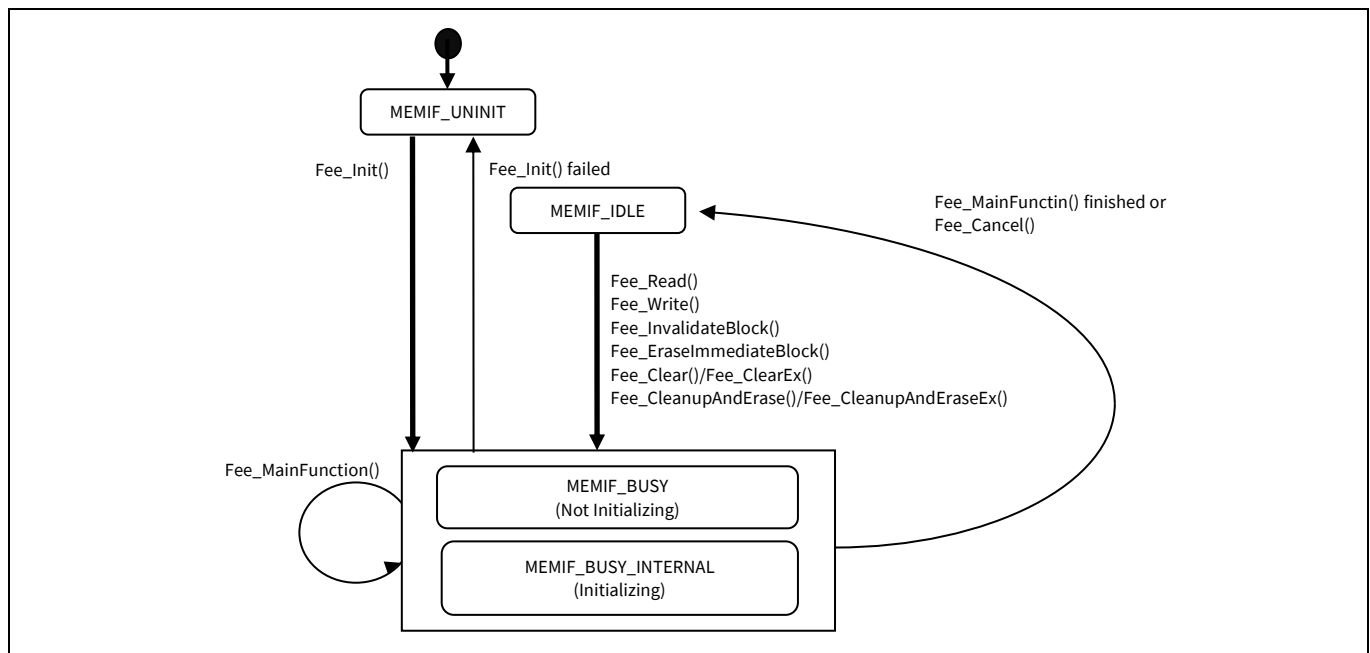 MEMIF_UNINIT
Fee_Init()
Fee_Init() failed
MEMIF_IDLE
Fee_MainFunctin() finished or
Fee_Cancel()
Fee_Read()
Fee_Write()
Fee_InvalidateBlock()
Fee_EraseImmediateBlock()
Fee_Clear()/Fee_ClearEx()
Fee_CleanupAndErase()/Fee_CleanupAndEraseEx()
Fee_MainFunction()
MEMIF_BUSY
(Not Initializing)
MEMIF_BUSY_INTERNAL
(Initializing)